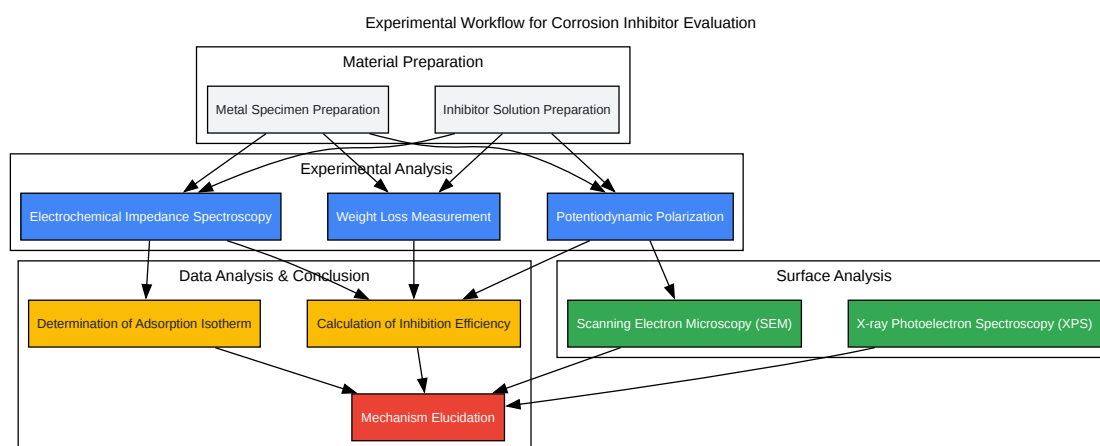 Experimental Workflow for Corrosion Inhibitor Evaluation
Material Preparation
Metal Specimen Preparation
Inhibitor Solution Preparation
Experimental Analysis
Electrochemical Impedance Spectroscopy
Weight Loss Measurement
Potentiodynamic Polarization
Data Analysis & Conclusion
Surface Analysis
Determination of Adsorption Isotherm
Calculation of Inhibition Efficiency
Scanning Electron Microscopy (SEM)
X-ray Photoelectron Spectroscopy (XPS)
Mechanism Elucidation